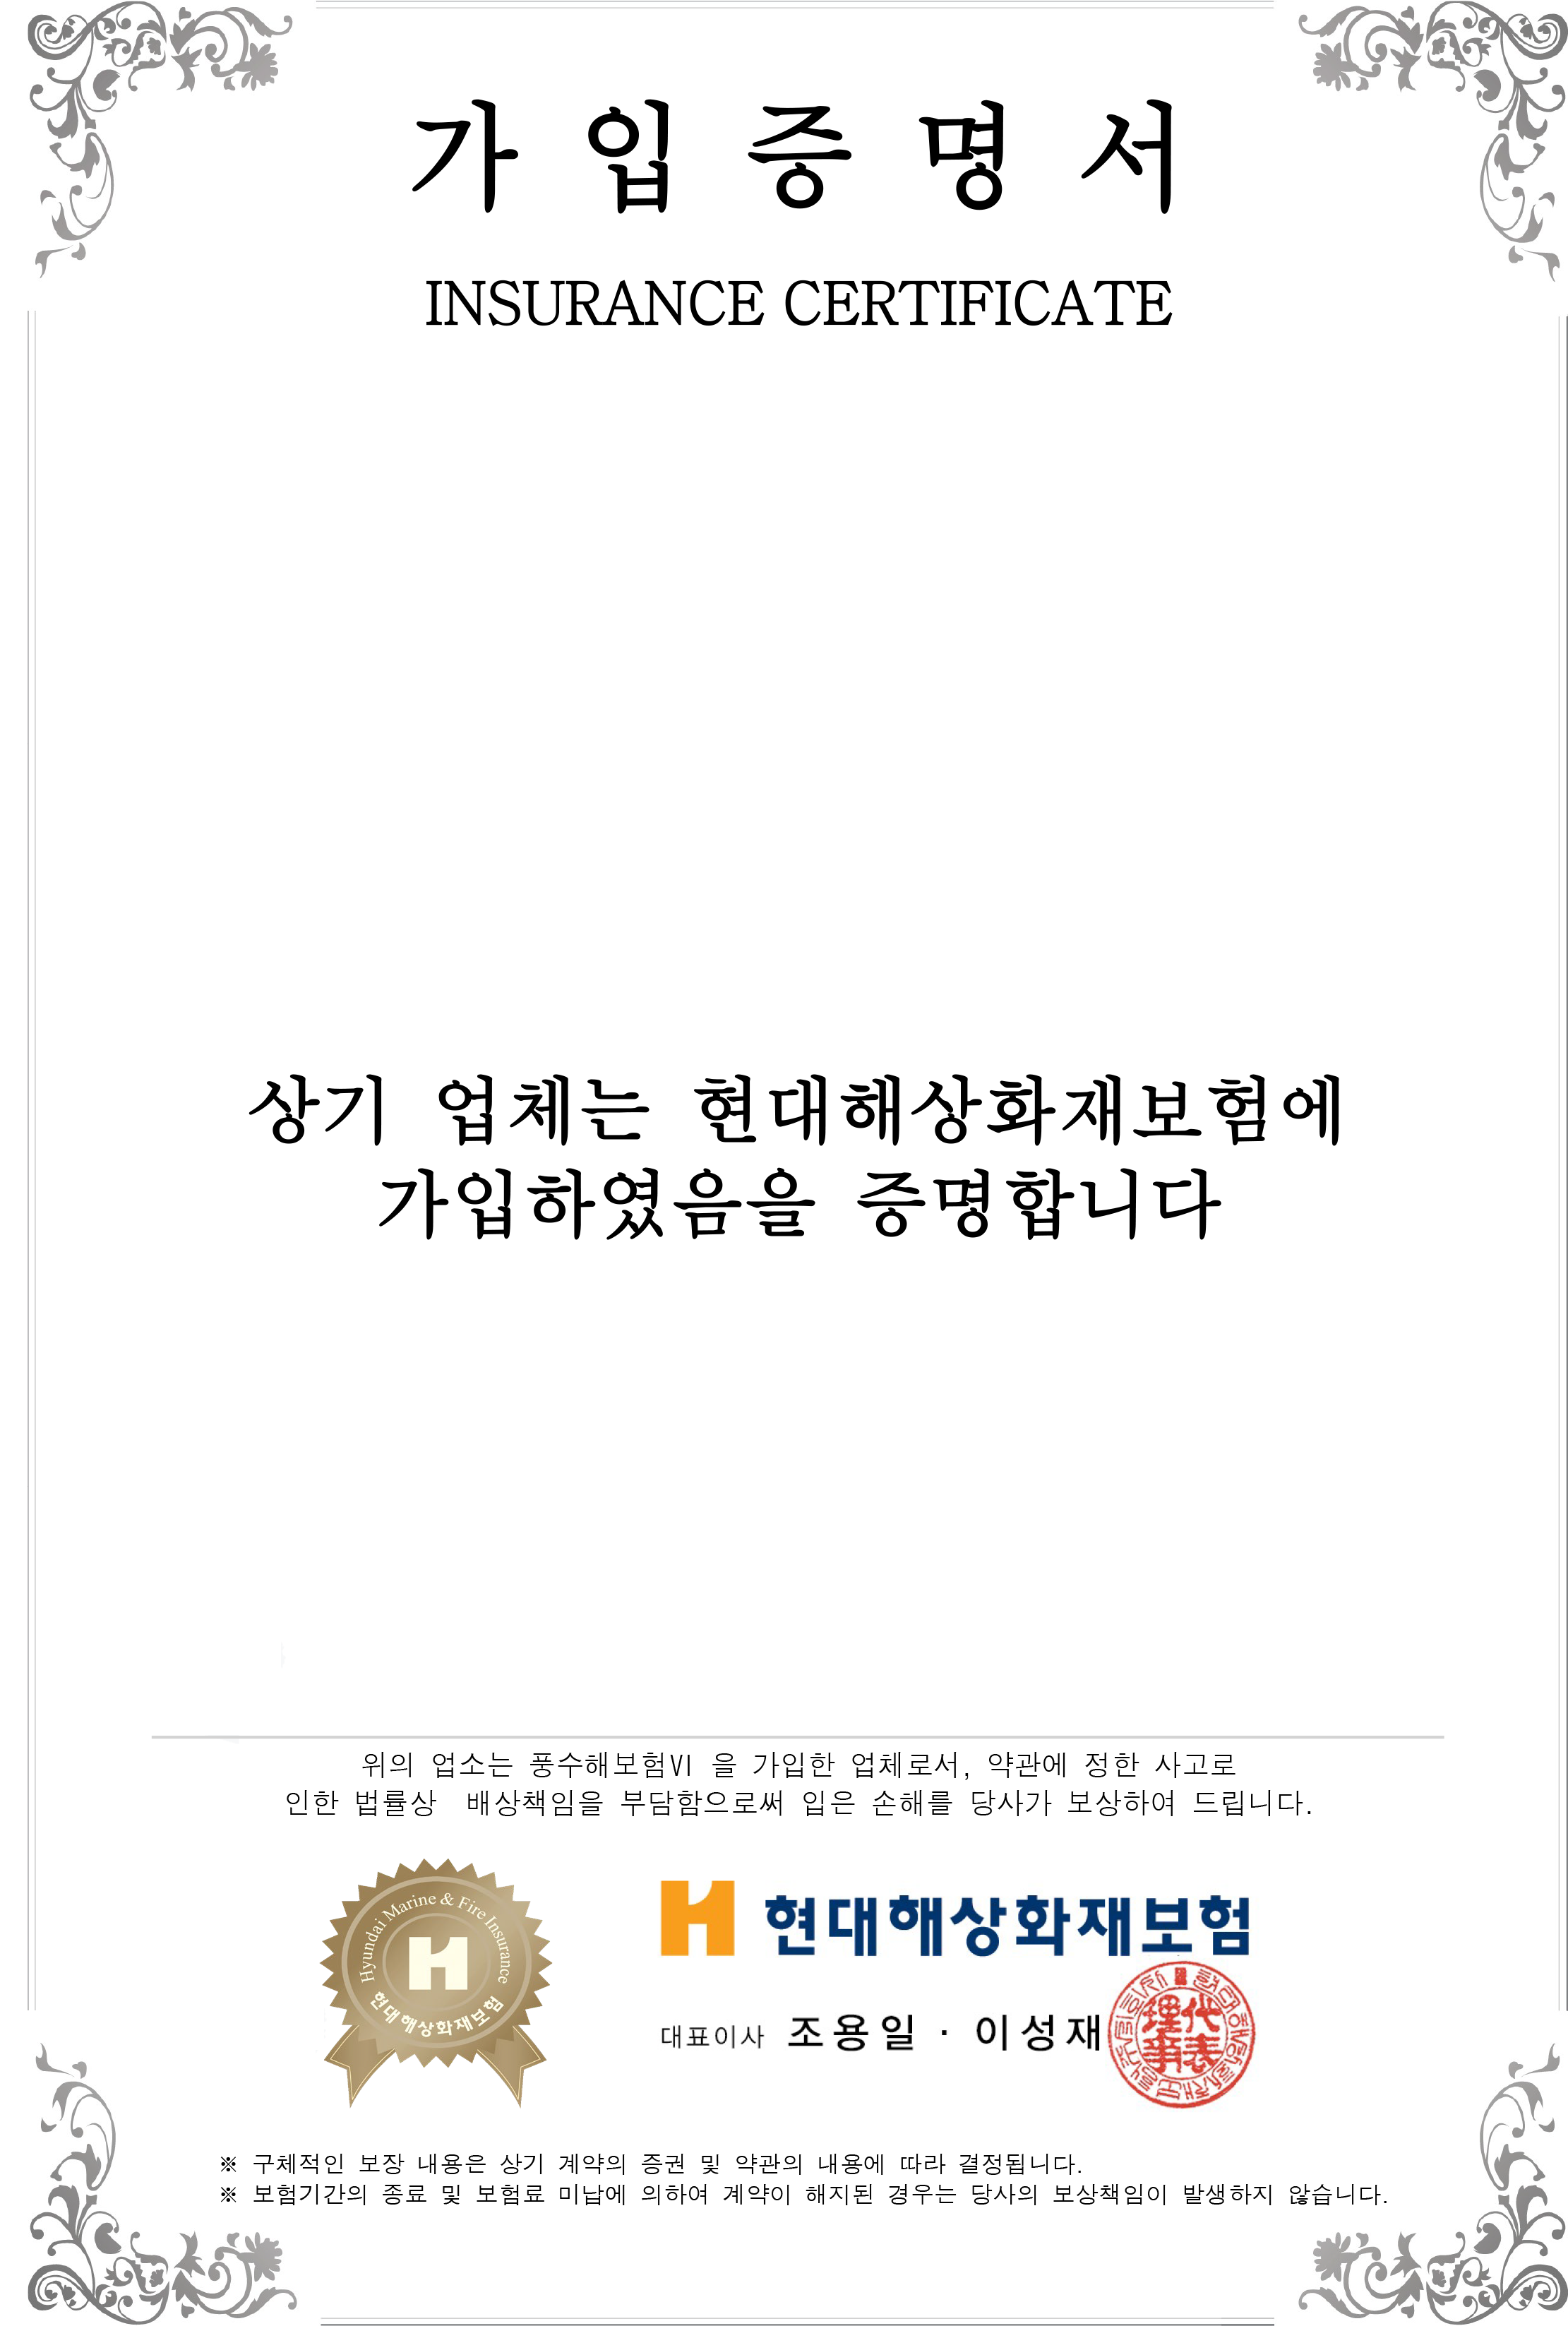 가입증명서
INSURANCE CERTIFICATE
상기 업체는 현대해상화재보험에
가입하였음을 증명합니다
위의 업소는 풍수해보험VI 을 가입한 업체로서, 약관에 정한 사고로
인한 법률상 배상책임을 부담함으로써 입은 손해를 당사가 보상하여 드립니다.
Hyundai Marine & Fire Insurance
현대해상화재보험
현대해상화재보험
대표이사 조용일 · 이성재
代表
理事
※ 구체적인 보장 내용은 상기 계약의 증권 및 약관의 내용에 따라 결정됩니다.
※ 보험기간의 종료 및 보험료 미납에 의하여 계약이 해지된 경우는 당사의 보상책임이 발생하지 않습니다.